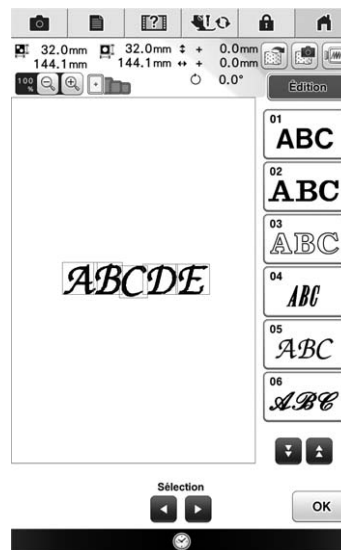 32.0mm 32.0mm + 0.0mm
144.1mm 144.1mm + 0.0mm
100 % 0.0°
Édition
01
ABC
02
ABC
03
ABC
ABCDE
04
ABC
05
ABC
06
ABC
Sélection
OK